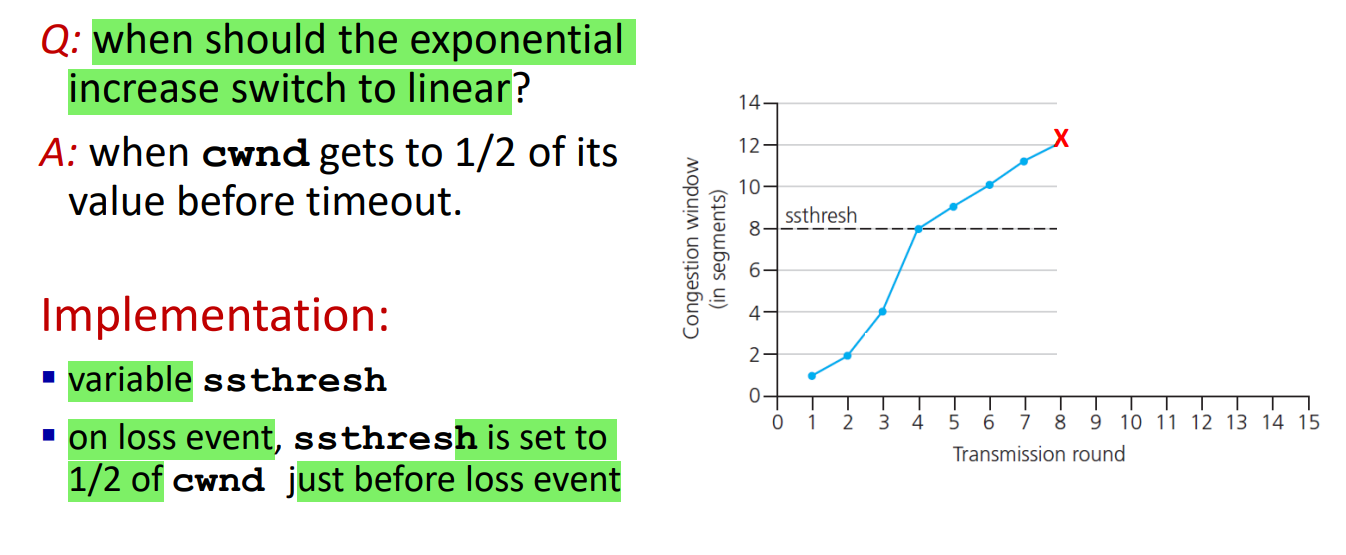 Q: when should the exponential
increase switch to linear?
A: when cwnd gets to 1/2 of its
value before timeout.
Implementation:
▪ variable ssthresh
▪ on loss event, ssthresh is set to
1/2 of cwnd just before loss event
14
12
10
8
6
4
2
0
Congestion window
(in segments)
ssthresh
X
0 1 2 3 4 5 6 7 8 9 10 11 12 13 14 15
Transmission round